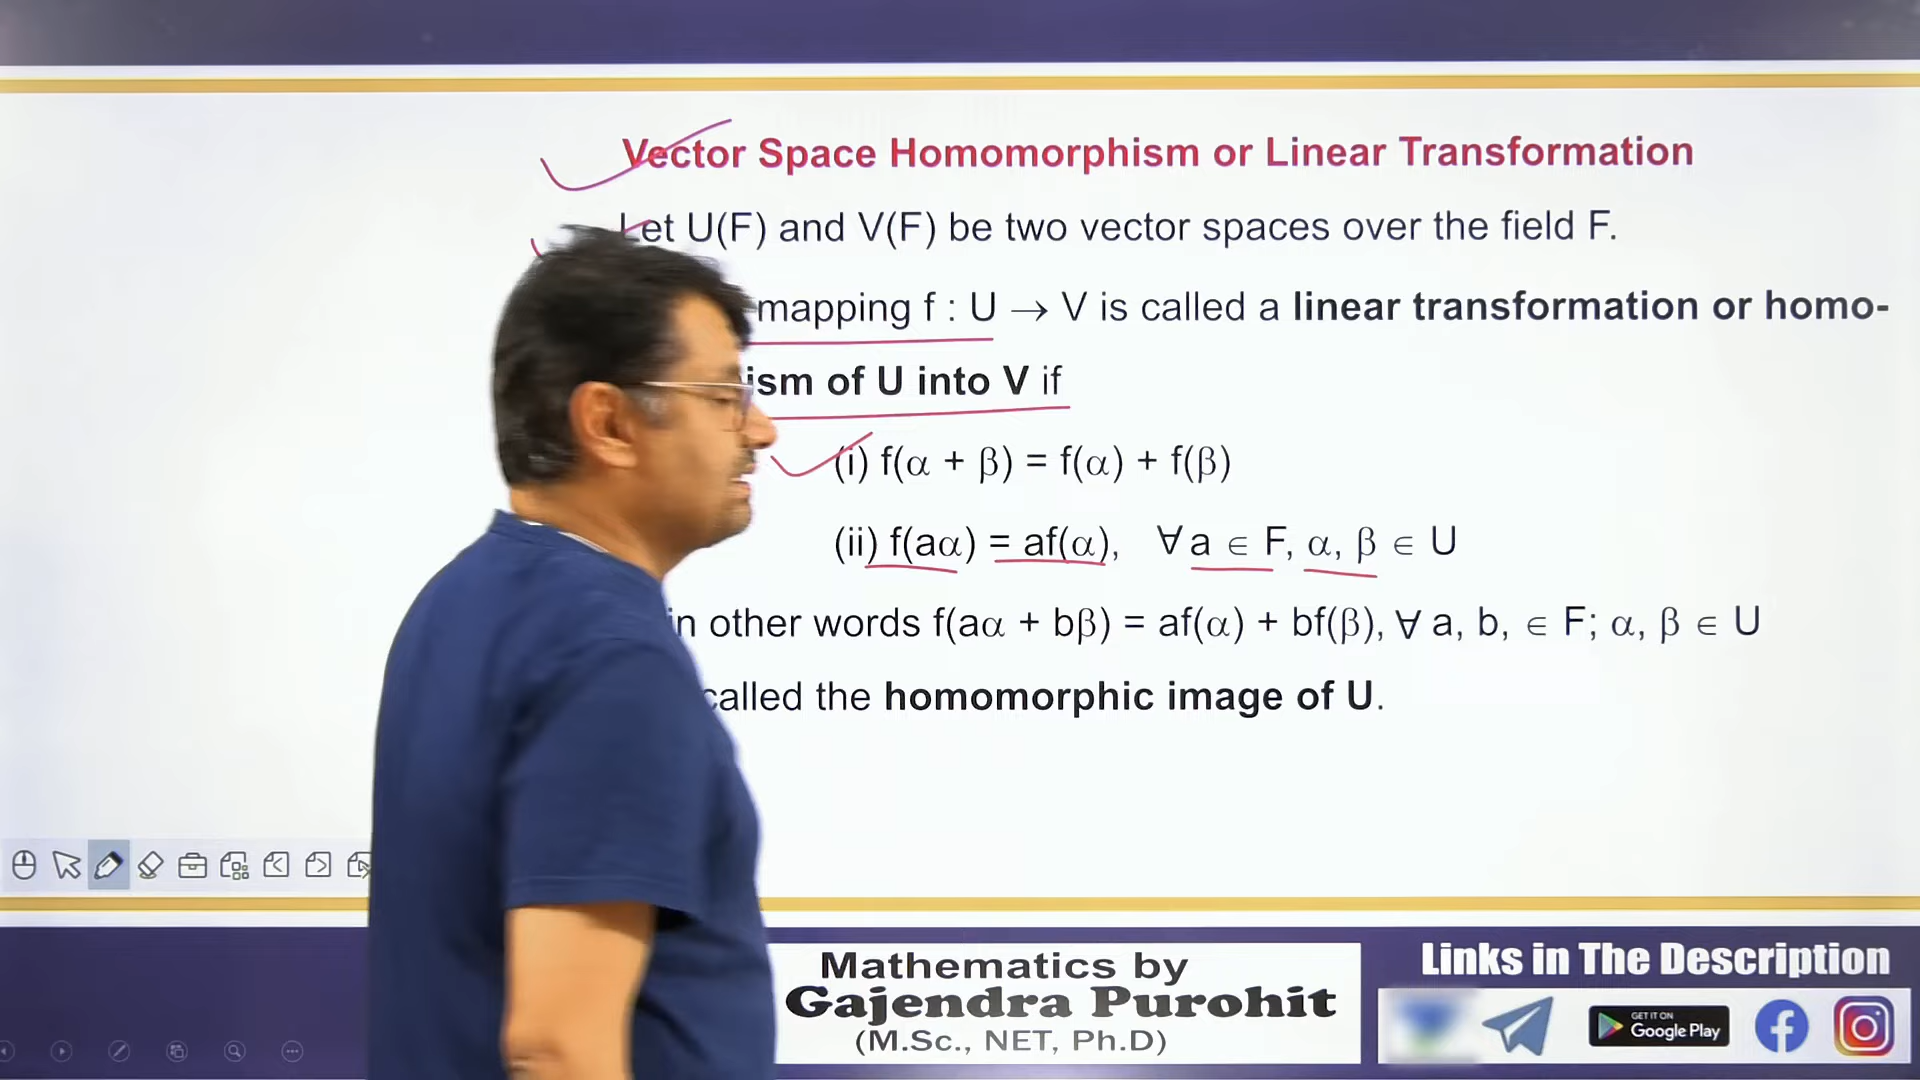 Vector Space Homomorphism or Linear Transformation
Let U(F) and V(F) be two vector spaces over the field F.
mapping f : U → V is called a linear transformation or homo-
ism of U into V if
(i) f(α + β) = f(α) + f(β)
(ii) f(aα) = af(α), ∀ a ∈ F, α, β ∈ U
in other words f(aα + bβ) = af(α) + bf(β), ∀ a, b, ∈ F; α, β ∈ U
called the homomorphic image of U.
Mathematics by
Gajendra Purohit
(M.Sc., NET, Ph.D)
Links in The Description
GET IT ON
Google Play